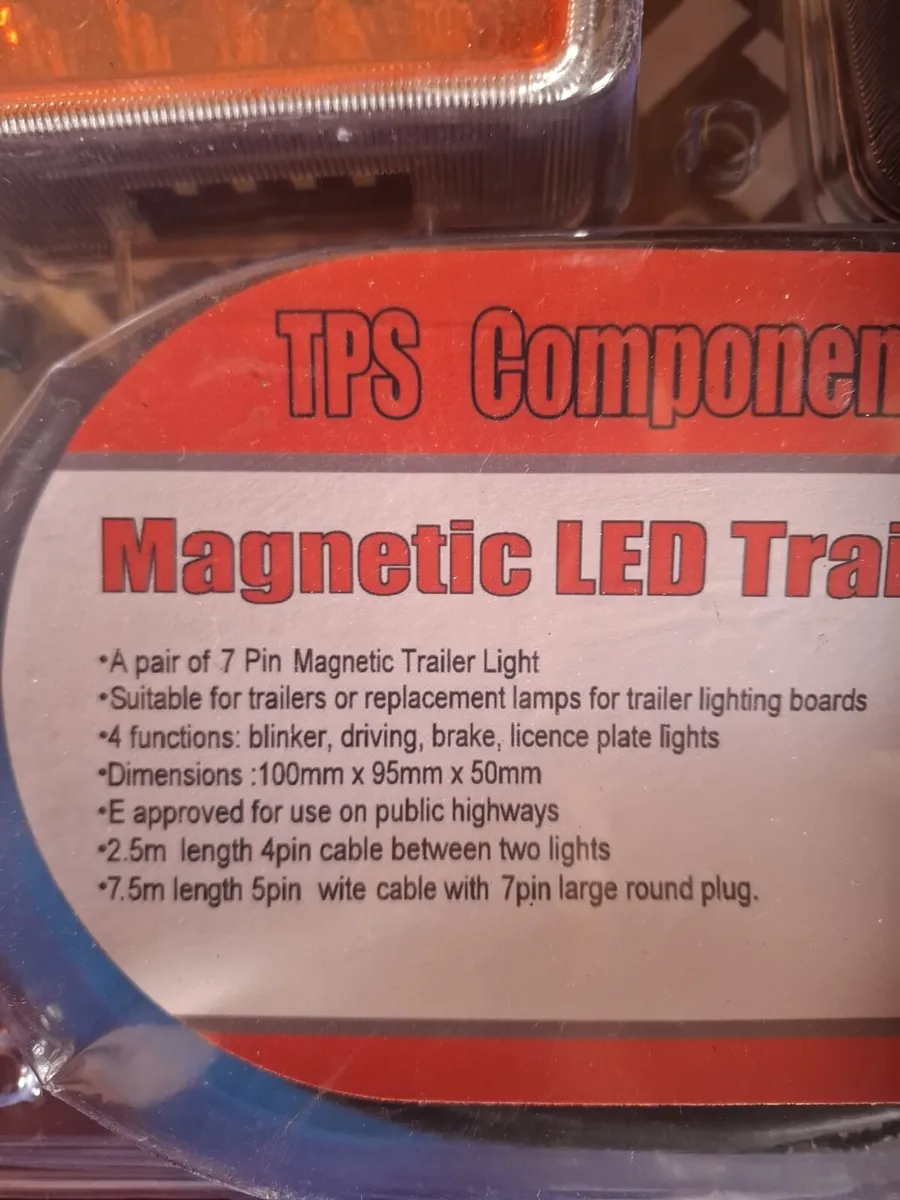 TPS Componen
Magnetic LED Trai
•A pair of 7 Pin Magnetic Trailer Light
•Suitable for trailers or replacement lamps for trailer lighting boards
•4 functions: blinker, driving, brake, licence plate lights
•Dimensions :100mm x 95mm x 50mm
•E approved for use on public highways
•2.5m length 4pin cable between two lights
•7.5m length 5pin wite cable with 7pin large round plug.